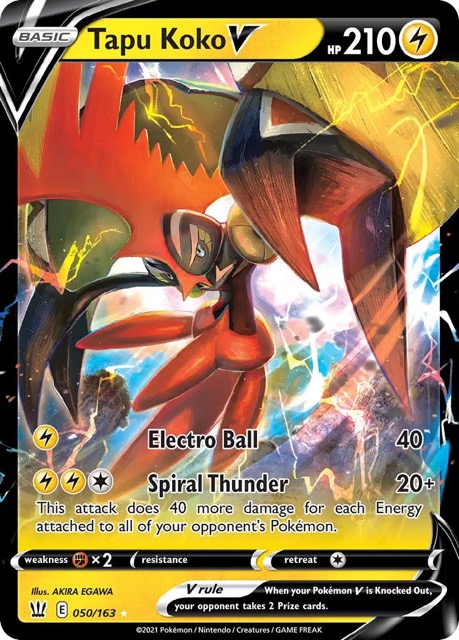 BASIC Tapu Koko V HP 210
Electro Ball 40
Spiral Thunder 20+
This attack does 40 more damage for each Energy
attached to all of your opponent's Pokémon.
weakness ×2 resistance retreat
Illus. AKIRA EGAWA
V rule When your Pokémon V is Knocked Out,
your opponent takes 2 Prize cards.
E 050/163 ★
©2021 Pokémon / Nintendo / Creatures / GAME FREAK